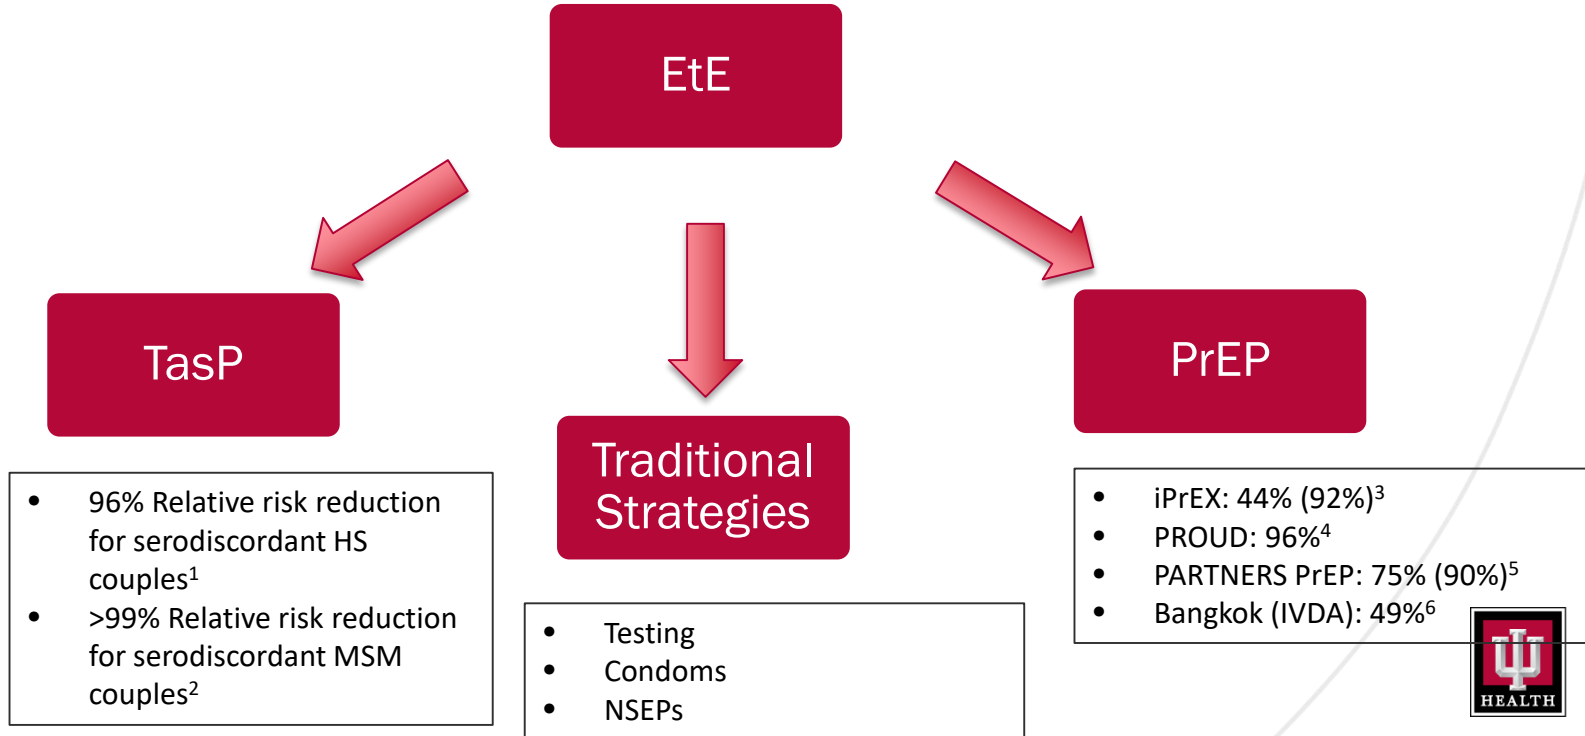 EtE
TasP
• 96% Relative risk reduction
for serodiscordant HS
couples¹
• >99% Relative risk reduction
for serodiscordant MSM
couples²
Traditional
Strategies
• Testing
• Condoms
• NSEPs
PrEP
• iPrEX: 44% (92%)³
• PROUD: 96%⁴
• PARTNERS PrEP: 75% (90%)⁵
• Bangkok (IVDA): 49%⁶
HEALTH